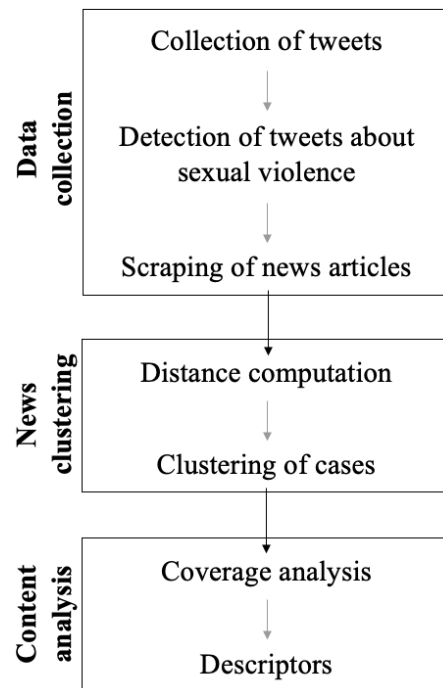 Data
collection
Collection of tweets
Detection of tweets about
sexual violence
Scraping of news articles
News
clustering
Distance computation
Clustering of cases
Content
analysis
Coverage analysis
Descriptors